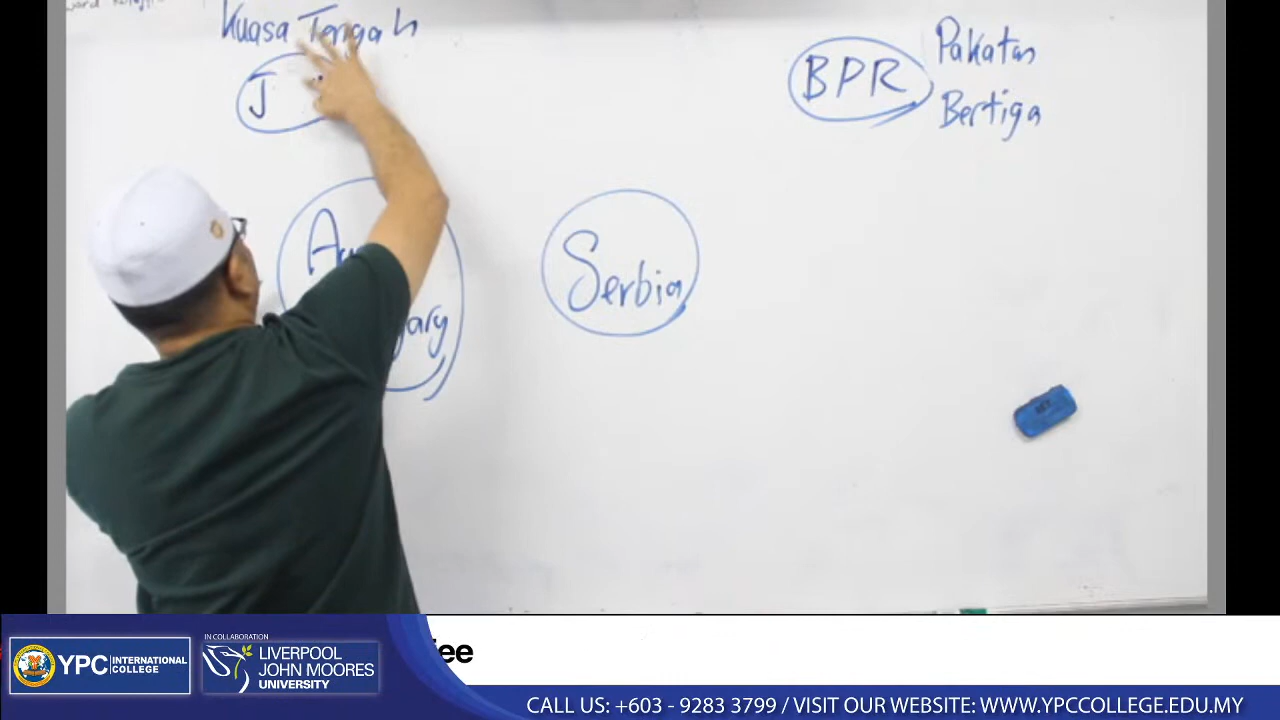 Kuasa Tengah
J
BPR
Pakatan
Bertiga
Serbia
YPC INTERNATIONAL COLLEGE
IN COLLABORATION
LIVERPOOL
JOHN MOORES
UNIVERSITY
CALL US: +603 - 9283 3799 / VISIT OUR WEBSITE: WWW.YPCCOLLEGE.EDU.MY